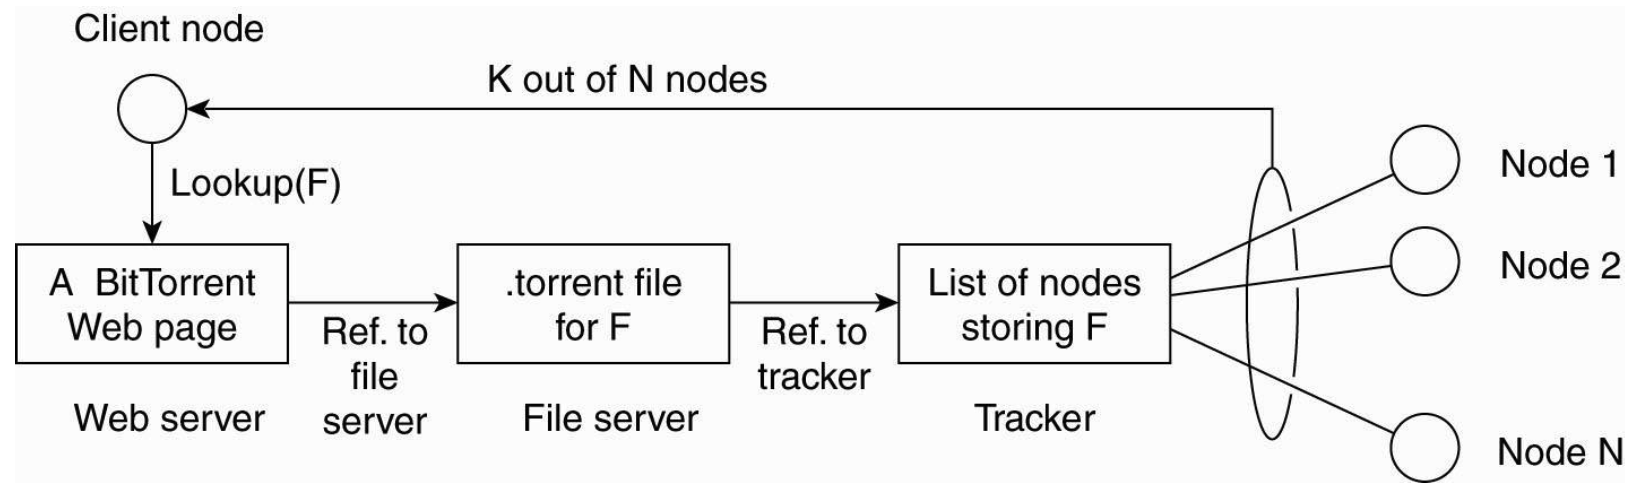 Client node
K out of N nodes
Lookup(F)
Node 1
Node 2
A BitTorrent
Web page
.torrent file
for F
List of nodes
storing F
Ref. to
file
server
Ref. to
tracker
Web server
File server
Tracker
Node N